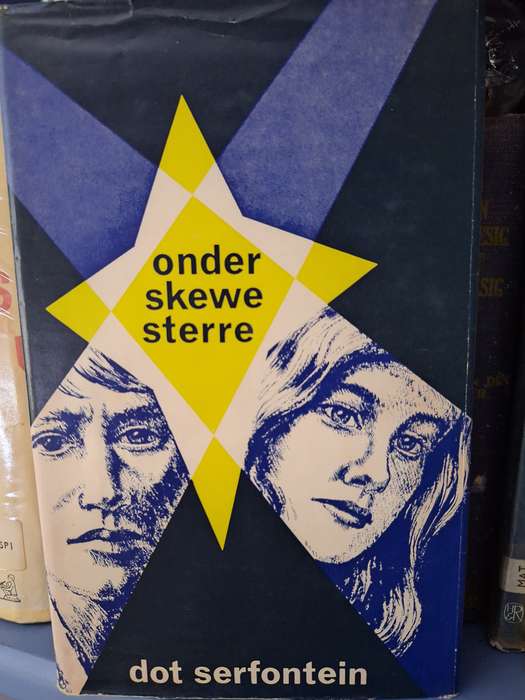 onder
skewe
sterre
dot serfontein